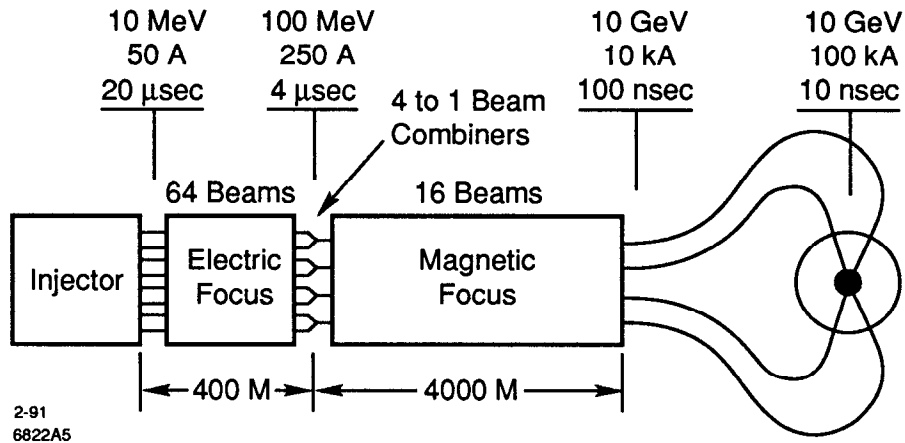 10 MeV
50 A
20 μsec
100 MeV
250 A
4 μsec
10 GeV
10 kA
100 nsec
10 GeV
100 kA
10 nsec
4 to 1 Beam
Combiners
64 Beams
16 Beams
Injector
Electric
Focus
Magnetic
Focus
400 M
4000 M
2-91
6822A5